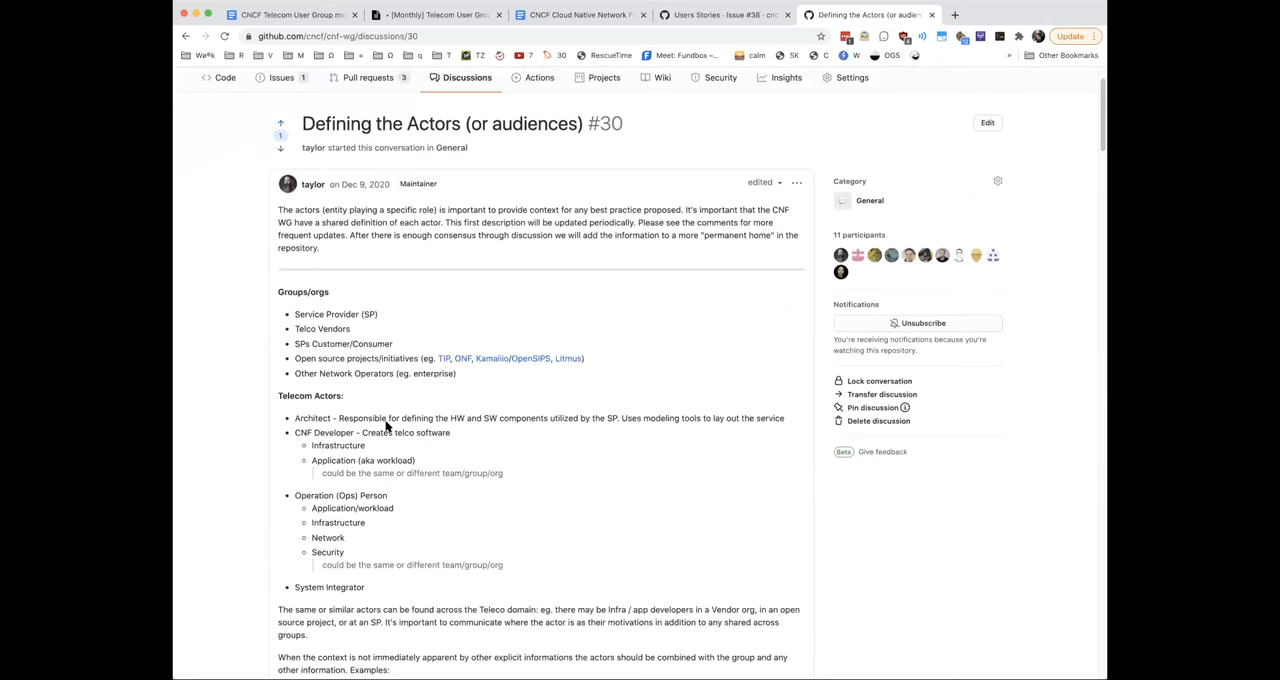 CNCF Telecom User Group me
[Monthly] Telecom User Gro
CNCF Cloud Native Network F
Users Stories · Issue #38 · cnc
Defining the Actors (or audien
github.com/cncf/cnf-wg/discussions/30
Update
R
V
M
Ω
»
Ω
q
T
TZ
7
30
RescueTime
Meet: Fundbox –...
calm
SK
C
W
OGS
»
Other Bookmarks
Code
Issues 1
Pull requests 3
Discussions
Actions
Projects
Wiki
Security
Insights
Settings
1
Defining the Actors (or audiences) #30
Edit
taylor started this conversation in General
taylor on Dec 9, 2020 Maintainer
edited
The actors (entity playing a specific role) is important to provide context for any best practice proposed. It's important that the CNF
WG have a shared definition of each actor. This first description will be updated periodically. Please see the comments for more
frequent updates. After there is enough consensus through discussion we will add the information to a more "permanent home" in the
repository.
Groups/orgs
• Service Provider (SP)
• Telco Vendors
• SPs Customer/Consumer
• Open source projects/initiatives (eg. TIP, ONF, Kamailio/OpenSIPS, Litmus)
• Other Network Operators (eg. enterprise)
Telecom Actors:
• Architect - Responsible for defining the HW and SW components utilized by the SP. Uses modeling tools to lay out the service
• CNF Developer - Creates telco software
Infrastructure
Application (aka workload)
could be the same or different team/group/org
• Operation (Ops) Person
Application/workload
Infrastructure
Network
Security
could be the same or different team/group/org
• System Integrator
The same or similar actors can be found across the Teleco domain: eg. there may be Infra / app developers in a Vendor org, in an open
source project, or at an SP. It's important to communicate where the actor is as their motivations in addition to any shared across
groups.
When the context is not immediately apparent by other explicit informations the actors should be combined with the group and any
other information. Examples:
Category
General
11 participants
Notifications
Unsubscribe
You're receiving notifications because you're
watching this repository.
Lock conversation
Transfer discussion
Pin discussion
Delete discussion
Beta Give feedback